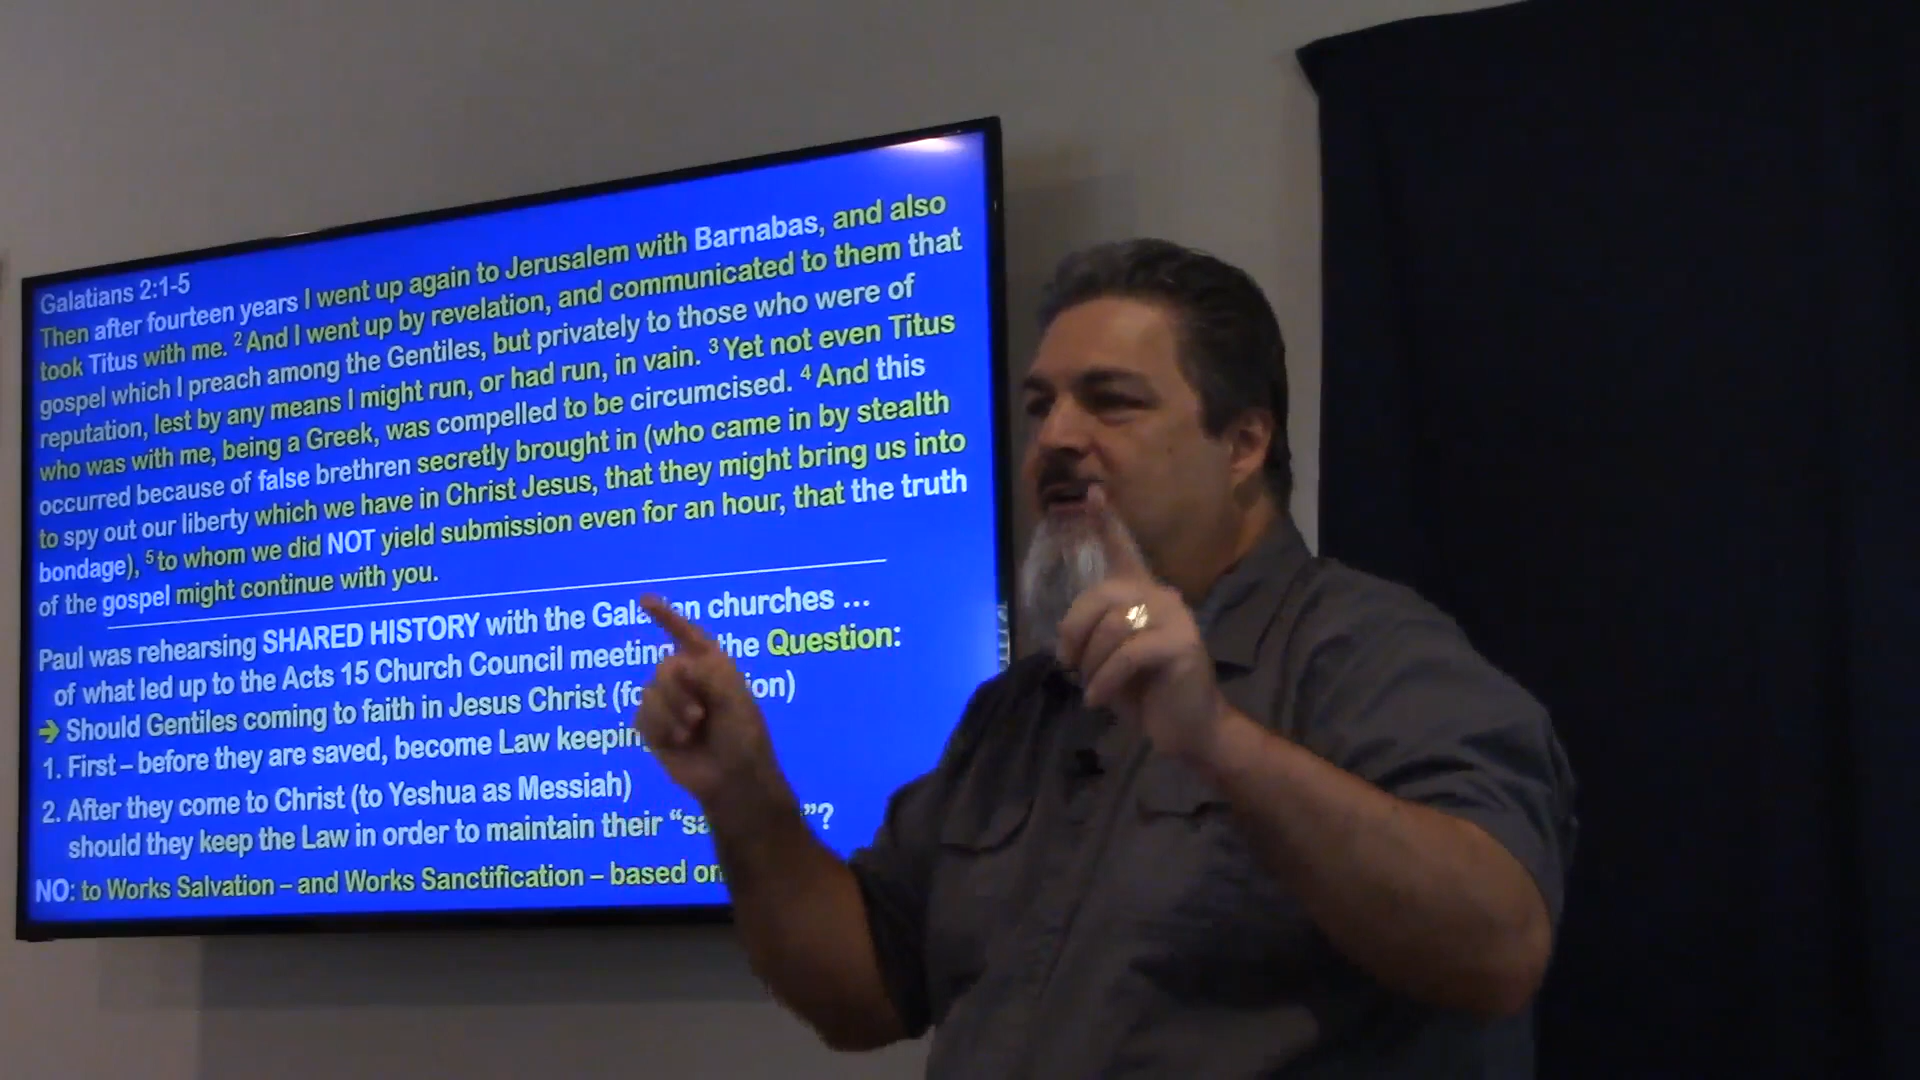 Galatians 2:1-5
Then after fourteen years I went up again to Jerusalem with Barnabas, and also
took Titus with me. 2 And I went up by revelation, and communicated to them that
gospel which I preach among the Gentiles, but privately to those who were of
reputation, lest by any means I might run, or had run, in vain. 3 Yet not even Titus
who was with me, being a Greek, was compelled to be circumcised. 4 And this
occurred because of false brethren secretly brought in (who came in by stealth
to spy out our liberty which we have in Christ Jesus, that they might bring us into
bondage), 5 to whom we did NOT yield submission even for an hour, that the truth
of the gospel might continue with you.
Paul was rehearsing SHARED HISTORY with the Galatian churches ...
of what led up to the Acts 15 Church Council meeting the Question:
➔ Should Gentiles coming to faith in Jesus Christ
1. First – before they are saved, become Law
2. After they come to Christ (to Yeshua as Messiah)
should they keep the Law in order to maintain their
NO: to Works Salvation – and Works Sanctification – based on